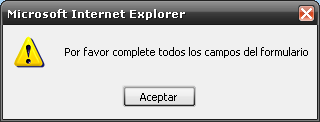 Microsoft Internet Explorer
Por favor complete todos los campos del formulario
Aceptar